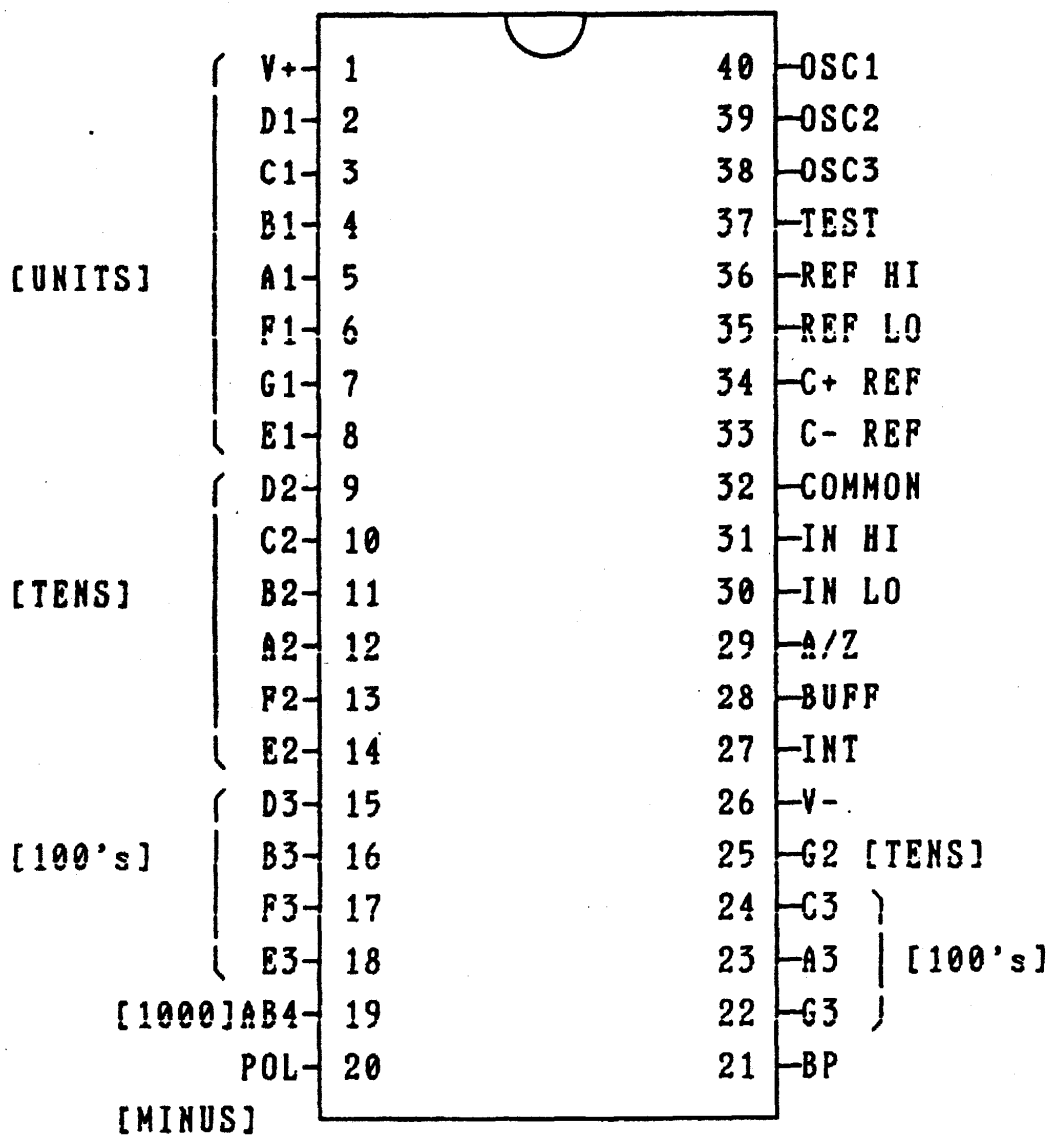 V+ 1 40 OSC1
D1 2 39 OSC2
C1 3 38 OSC3
B1 4 37 TEST
[UNITS] A1 5 36 REF HI
F1 6 35 REF LO
G1 7 34 C+ REF
E1 8 33 C- REF
D2 9 32 COMMON
C2 10 31 IN HI
[TENS] B2 11 30 IN LO
A2 12 29 A/Z
F2 13 28 BUFF
E2 14 27 INT
D3 15 26 V-
[100's] B3 16 25 G2 [TENS]
F3 17 24 C3
E3 18 23 A3 [100's]
[1000]AB4 19 22 G3
POL 20 21 BP
[MINUS]